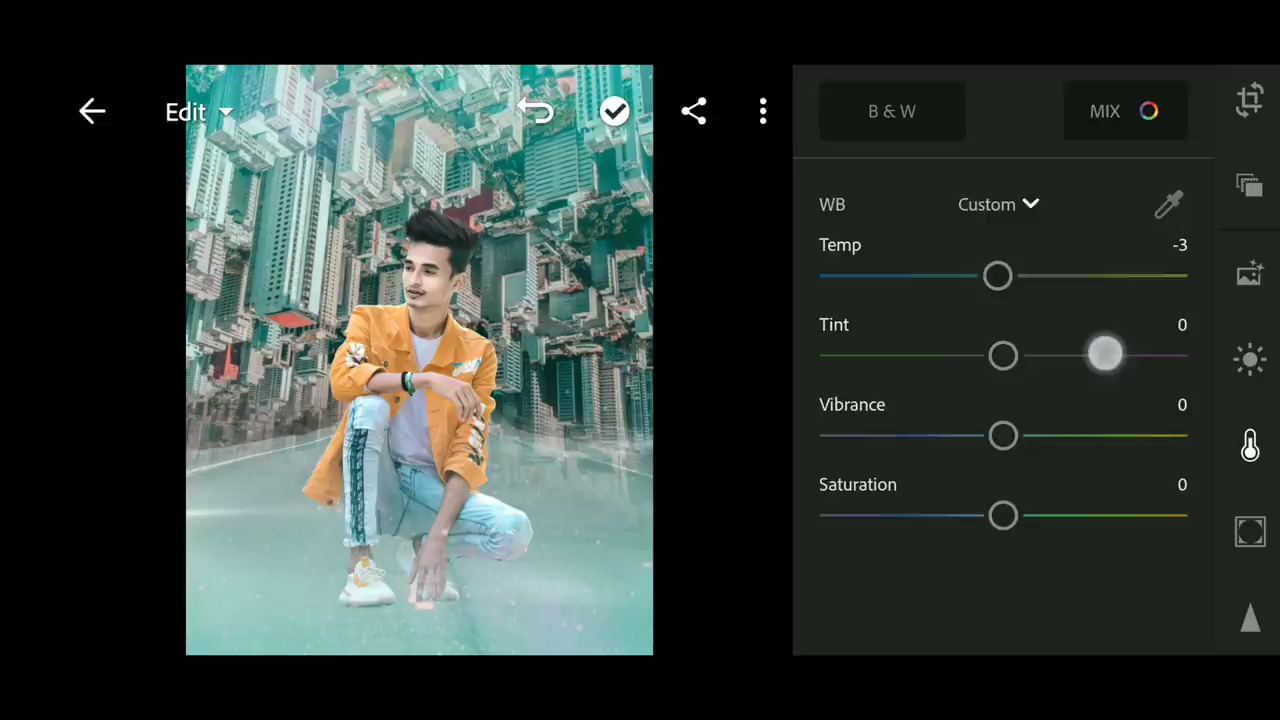 Edit
B & W
MIX
WB
Custom
Temp
-3
Tint
0
Vibrance
0
Saturation
0